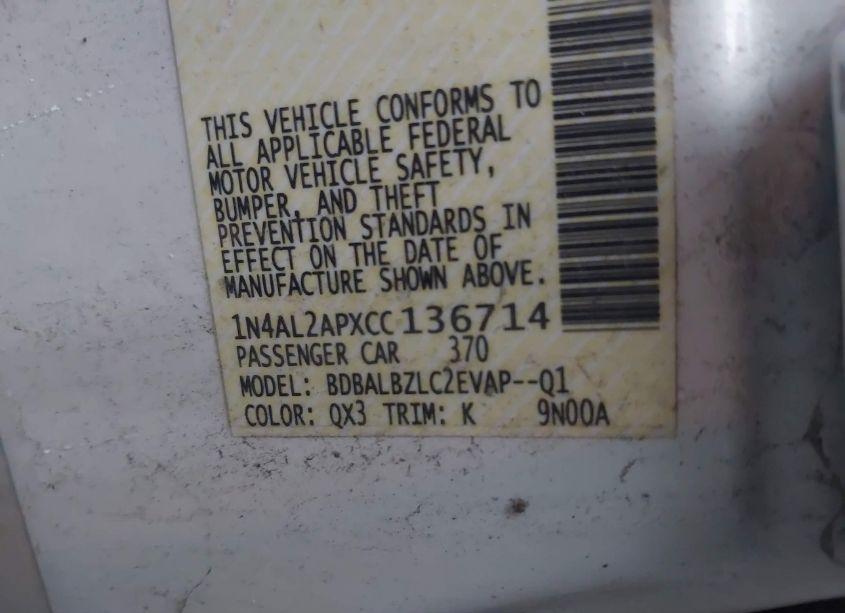 THIS VEHICLE CONFORMS TO
ALL APPLICABLE FEDERAL
MOTOR VEHICLE SAFETY,
BUMPER, AND THEFT
PREVENTION STANDARDS IN
EFFECT ON THE DATE OF
MANUFACTURE SHOWN ABOVE.
1N4AL2APXCC136714
PASSENGER CAR 370
MODEL: BDBALBZLC2EVAP--Q1
COLOR: QX3 TRIM: K 9N00A